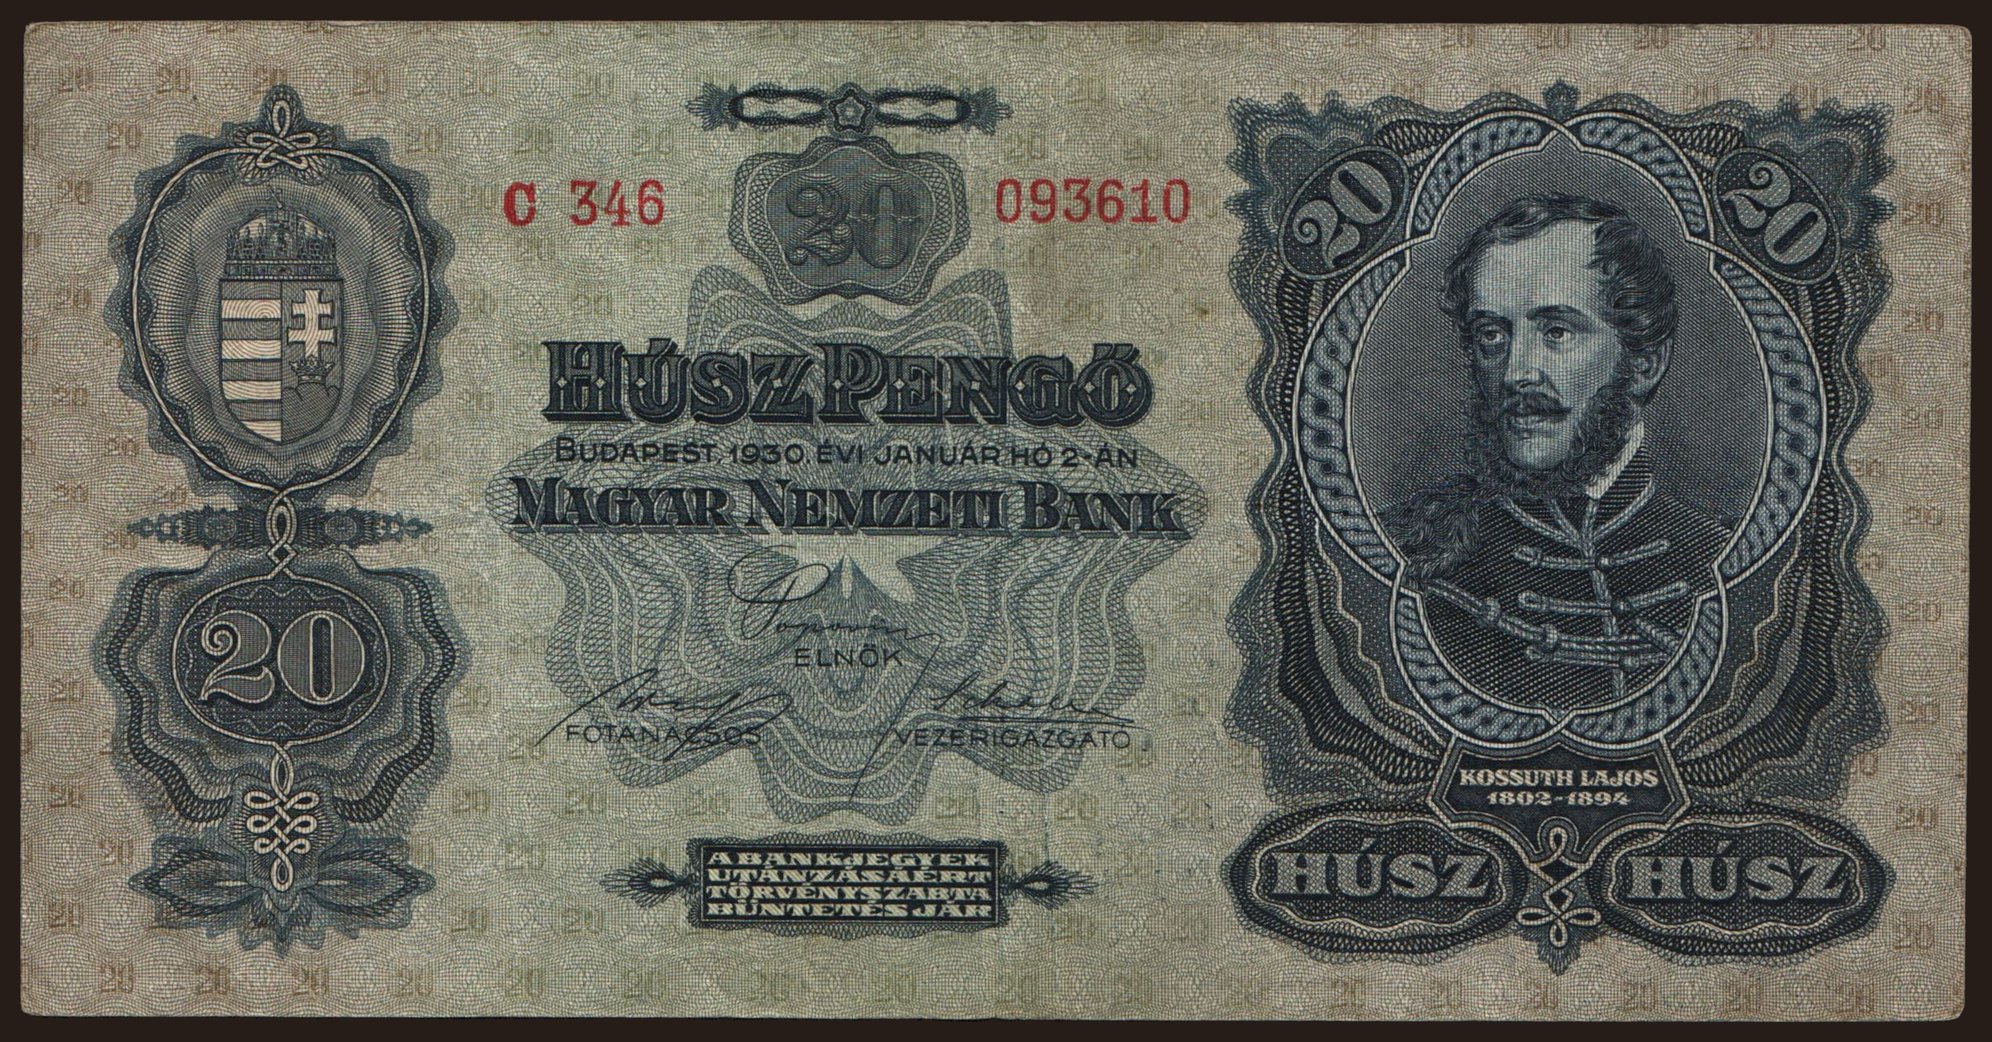 C 346
20
093610
20
20
HÚSZ PENGŐ
BUDAPEST, 1930. ÉVI JANUÁR HÓ 2-ÁN
MAGYAR NEMZETI BANK
20
ELNÖK
FŐTANÁCSOS
VEZÉRIGAZGATÓ
KOSSUTH LAJOS
1802-1894
A BANKJEGYEK
UTÁNZÁSÁÉRT
TÖRVÉNYSZABTA
BÜNTETÉS JÁR
HÚSZ
HÚSZ